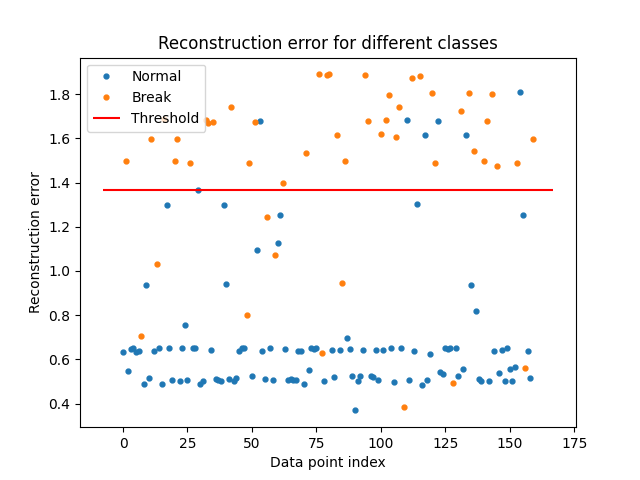 Reconstruction error for different classes
Normal
Break
Threshold
Reconstruction error
1.8
1.6
1.4
1.2
1.0
0.8
0.6
0.4
0 25 50 75 100 125 150 175
Data point index